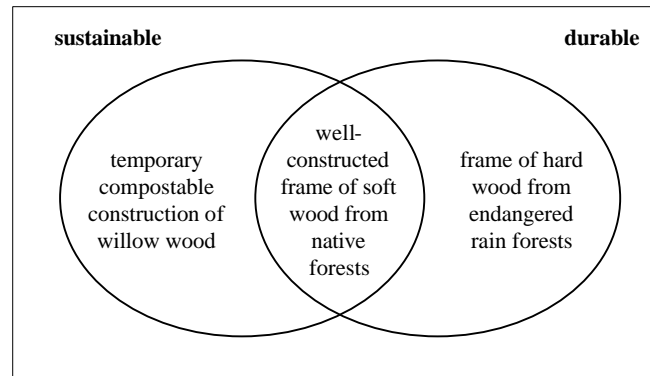 sustainable
durable
temporary
compostable
construction of
willow wood
well-
constructed
frame of soft
wood from
native
forests
frame of hard
wood from
endangered
rain forests